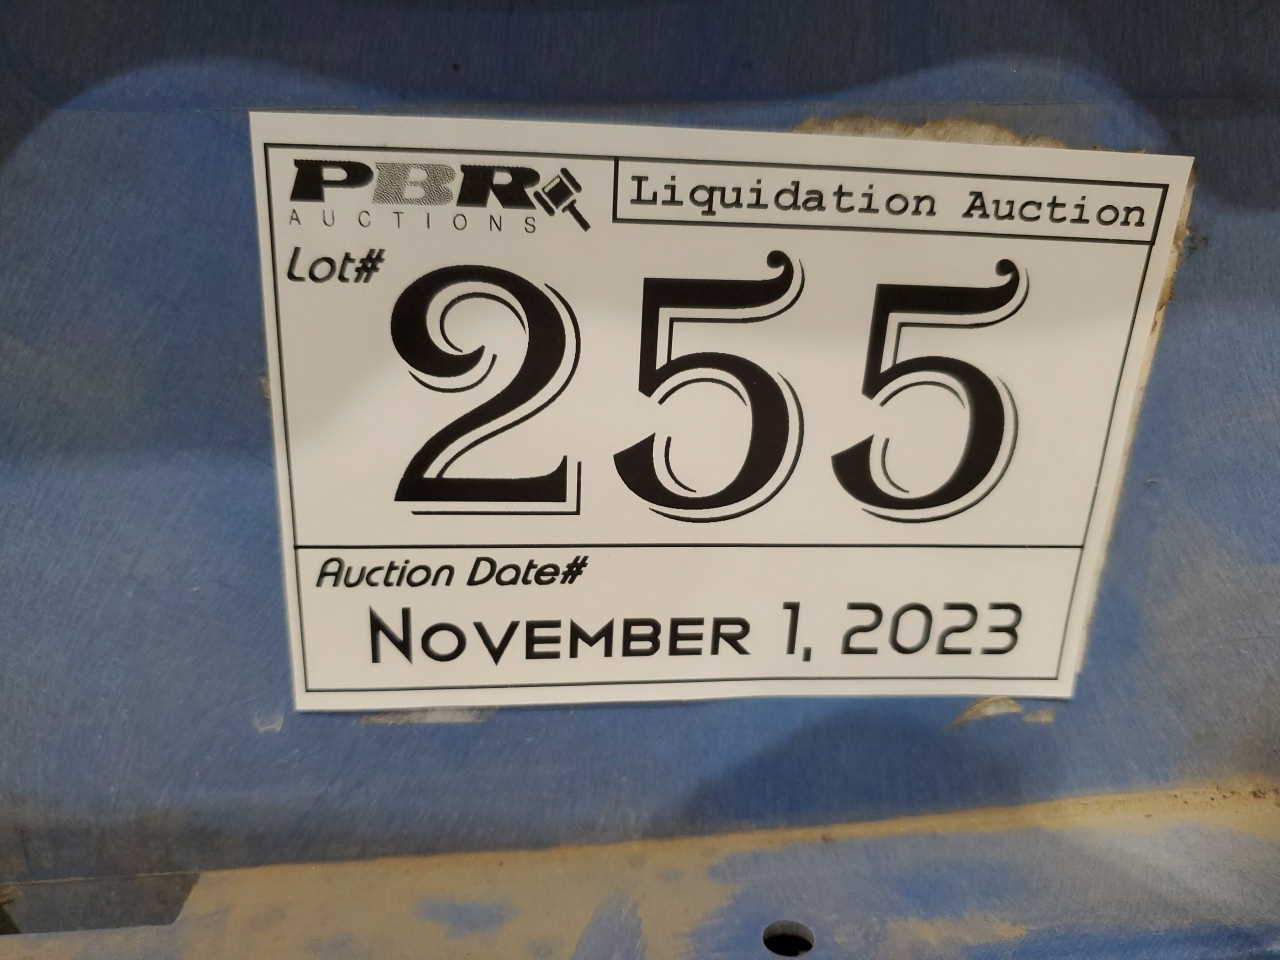 PBR
AUCTIONS
Liquidation Auction
Lot#
255
Auction Date#
NOVEMBER 1, 2023